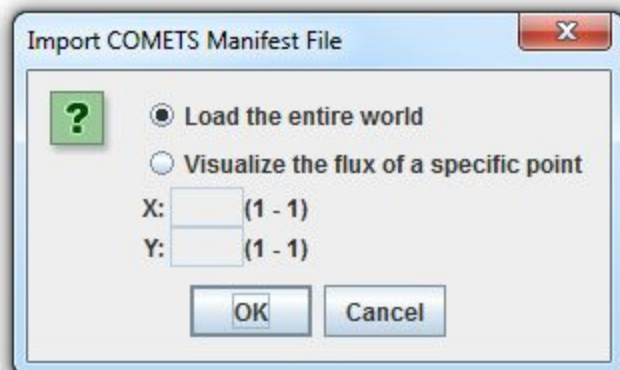 Import COMETS Manifest File
?
Load the entire world
Visualize the flux of a specific point
X: (1 - 1)
Y: (1 - 1)
OK Cancel